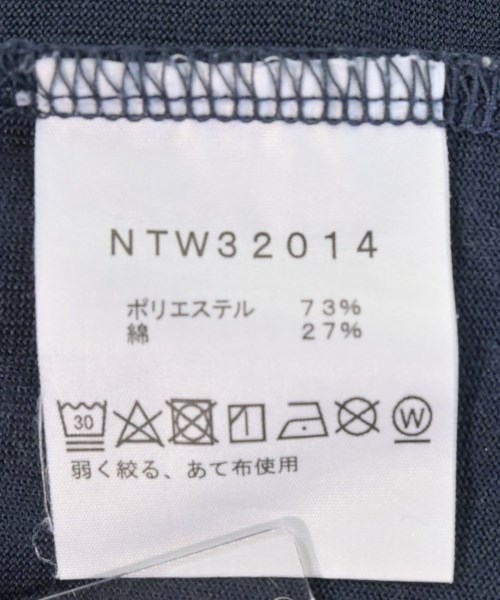 NTW32014
ポリエステル 73%
綿 27%
30 W
弱く絞る、あて布使用